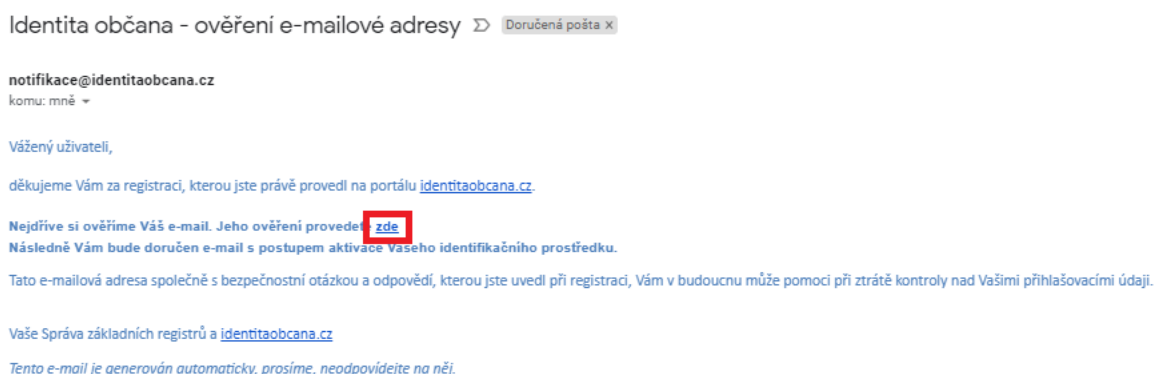 Identita občana - ověření e-mailové adresy Doručená pošta x
notifikace@identitaobcana.cz
komu: mně
Vážený uživateli,
děkujeme Vám za registraci, kterou jste právě provedl na portálu identitaobcana.cz.
Nejdříve si ověříme Váš e-mail. Jeho ověření provedete zde
Následně Vám bude doručen e-mail s postupem aktivace Vašeho identifikačního prostředku.
Tato e-mailová adresa společně s bezpečnostní otázkou a odpovědí, kterou jste uvedl při registraci, Vám v budoucnu může pomoci při ztrátě kontroly nad Vašimi přihlašovacími údaji.
Vaše Správa základních registrů a identitaobcana.cz
Tento e-mail je generován automaticky, prosíme, neodpovídejte na něj.